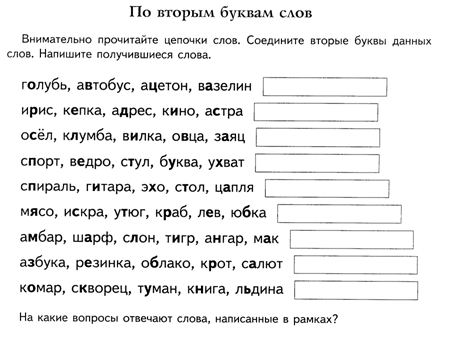 По вторым буквам слов
Внимательно прочитайте цепочки слов. Соедините вторые буквы данных
слов. Напишите получившиеся слова.
голубь, автобус, ацетон, вазелин
ирис, кепка, адрес, кино, астра
осёл, клумба, вилка, овца, заяц
спорт, ведро, стул, буква, ухват
спираль, гитара, эхо, стол, цапля
мясо, искра, утюг, краб, лев, юбка
амбар, шарф, слон, тигр, ангар, мак
азбука, резинка, облако, крот, салют
комар, скворец, туман, книга, льдина
На какие вопросы отвечают слова, написанные в рамках?